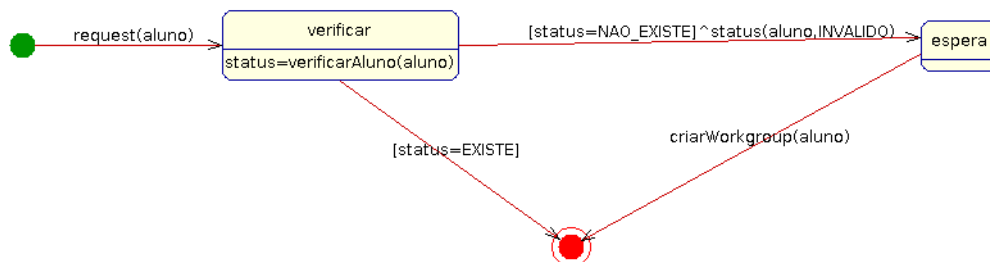 request(aluno)
verificar
status=verificarAluno(aluno)
[status=NAO_EXISTE]^status(aluno,INVALIDO)
espera
[status=EXISTE]
criarWorkgroup(aluno)